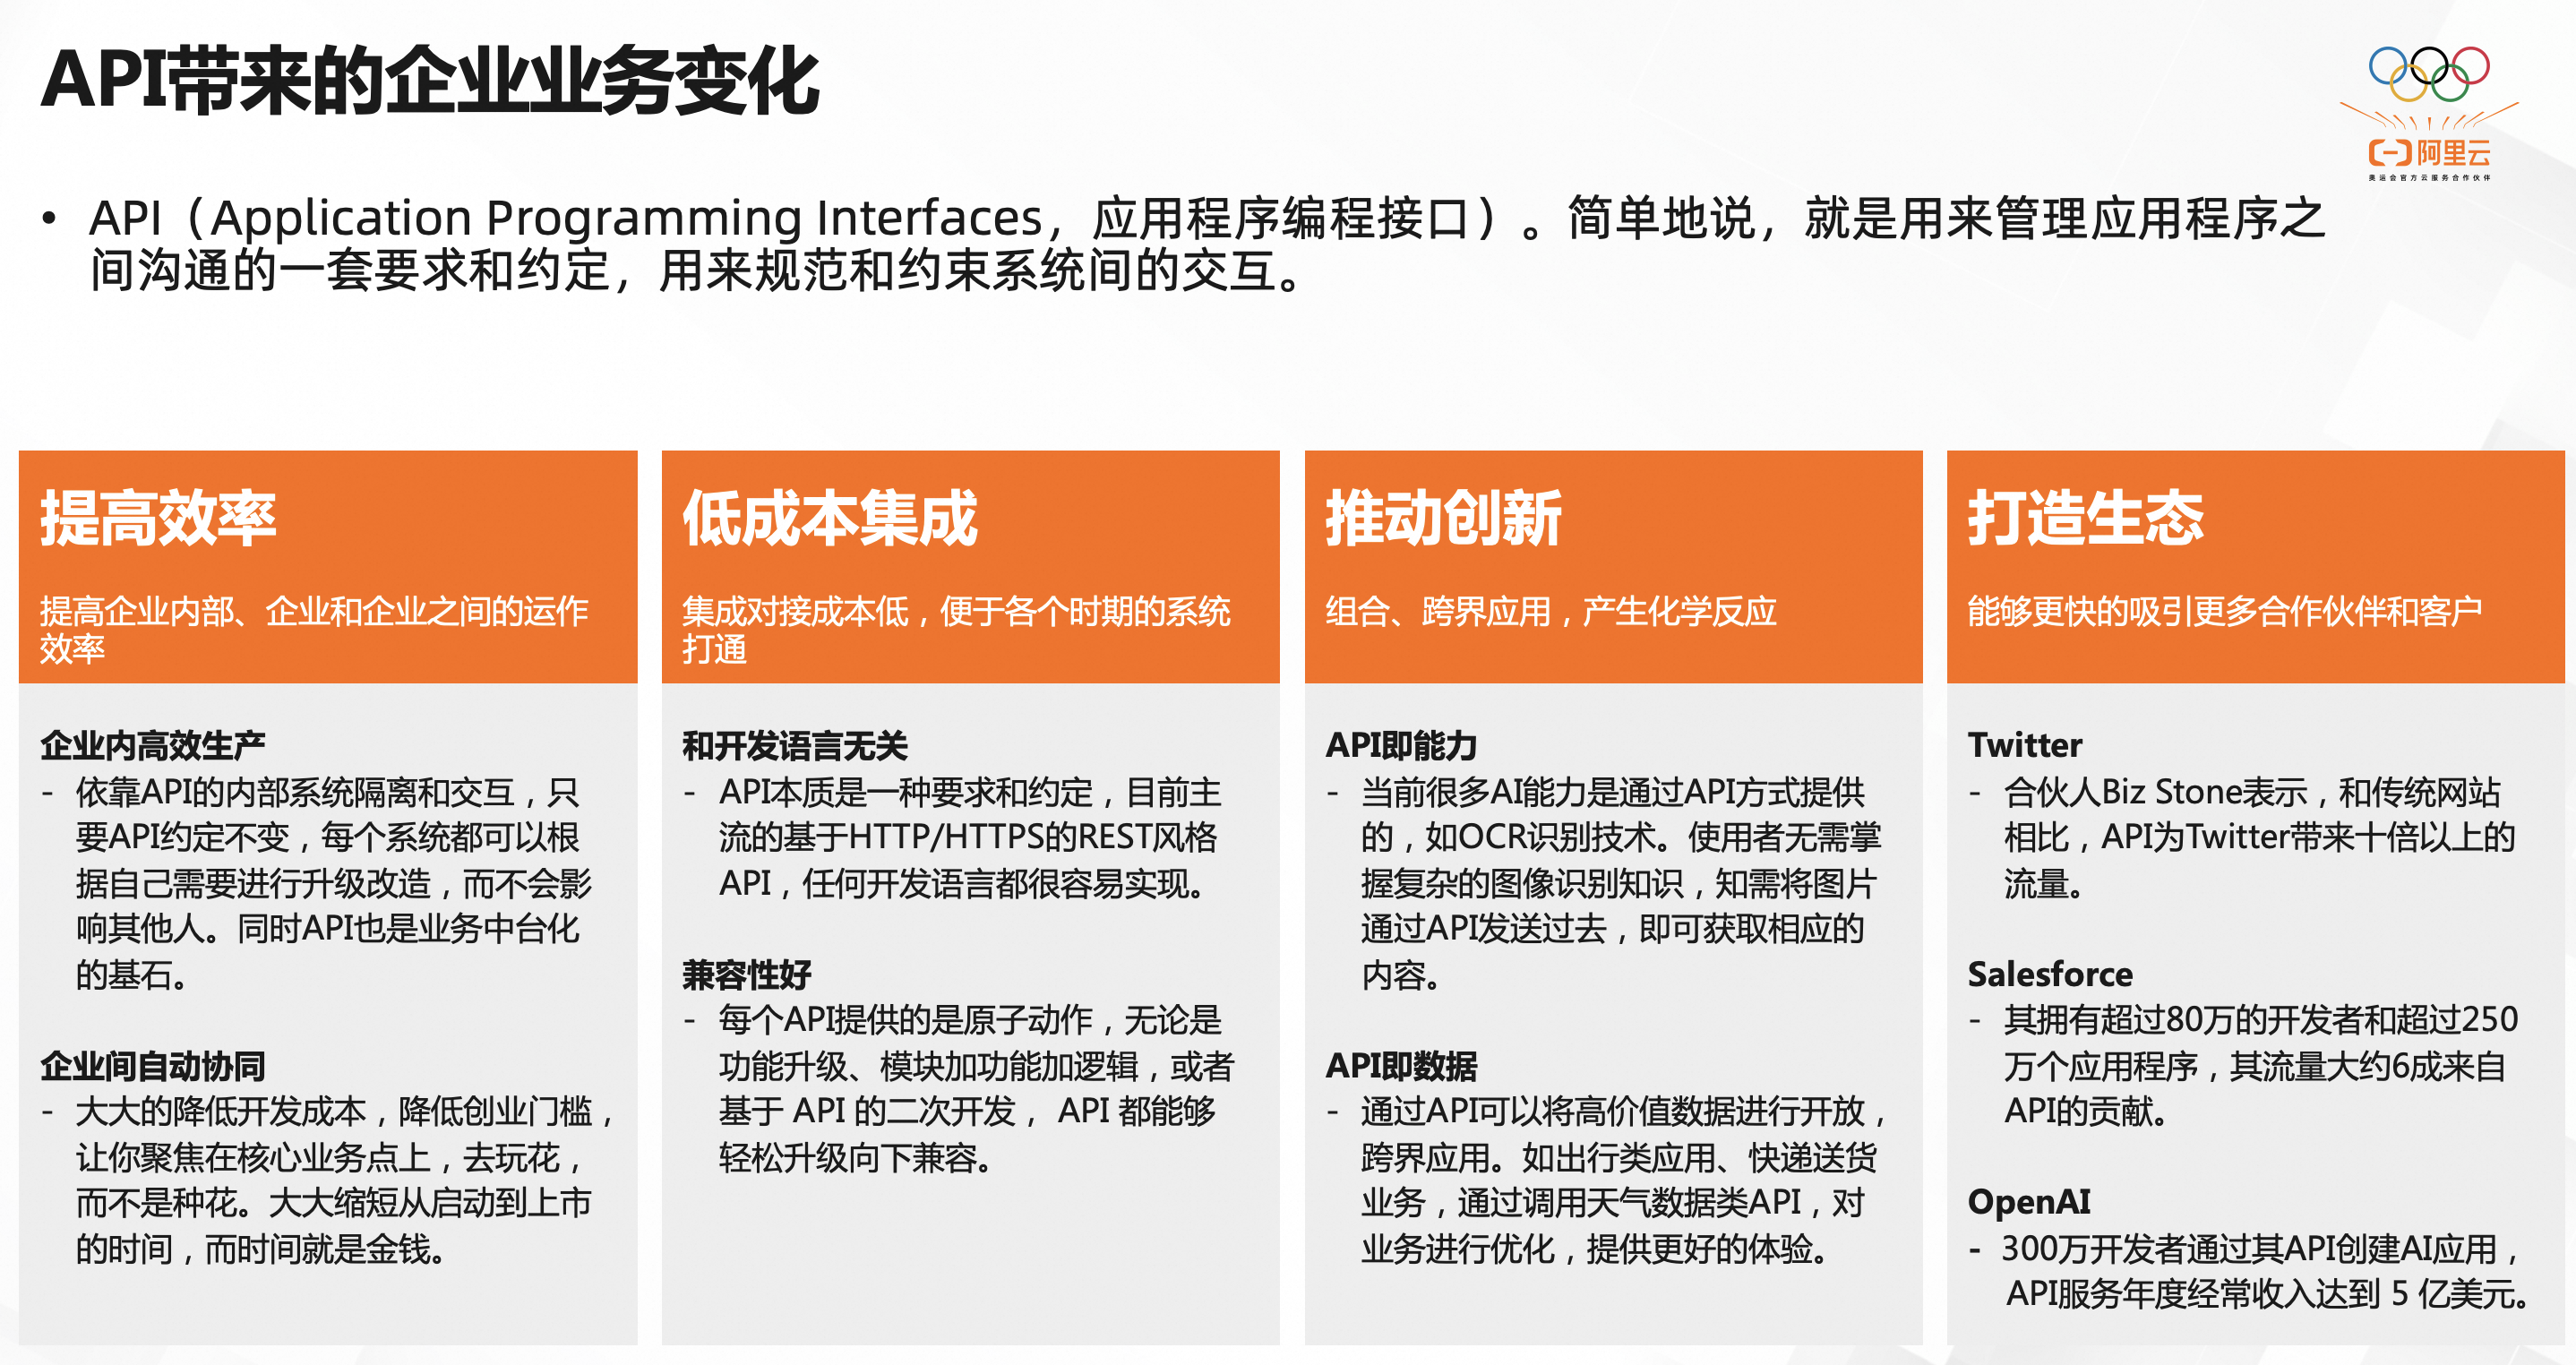 API带来的企业业务变化
阿里云
奥运会官方云服务合作伙伴
• API（Application Programming Interfaces，应用程序编程接口）。简单地说，就是用来管理应用程序之
间沟通的一套要求和约定，用来规范和约束系统间的交互。
提高效率
提高企业内部、企业和企业之间的运作
效率
企业内高效生产
- 依靠API的内部系统隔离和交互，只
要API约定不变，每个系统都可以根
据自己需要进行升级改造，而不会影
响其他人。同时API也是业务中台化
的基石。
企业间自动协同
- 大大的降低开发成本，降低创业门槛，
让你聚焦在核心业务点上，去玩花，
而不是种花。大大缩短从启动到上市
的时间，而时间就是金钱。
低成本集成
集成对接成本低，便于各个时期的系统
打通
和开发语言无关
- API本质是一种要求和约定，目前主
流的基于HTTP/HTTPS的REST风格
API，任何开发语言都很容易实现。
兼容性好
- 每个API提供的是原子动作，无论是
功能升级、模块加功能加逻辑，或者
基于 API 的二次开发， API 都能够
轻松升级向下兼容。
推动创新
组合、跨界应用，产生化学反应
API即能力
- 当前很多AI能力是通过API方式提供
的，如OCR识别技术。使用者无需掌
握复杂的图像识别知识，知需将图片
通过API发送过去，即可获取相应的
内容。
API即数据
- 通过API可以将高价值数据进行开放，
跨界应用。如出行类应用、快递送货
业务，通过调用天气数据类API，对
业务进行优化，提供更好的体验。
打造生态
能够更快的吸引更多合作伙伴和客户
Twitter
- 合伙人Biz Stone表示，和传统网站
相比，API为Twitter带来十倍以上的
流量。
Salesforce
- 其拥有超过80万的开发者和超过250
万个应用程序，其流量大约6成来自
API的贡献。
OpenAI
- 300万开发者通过其API创建AI应用，
API服务年度经常收入达到 5 亿美元。